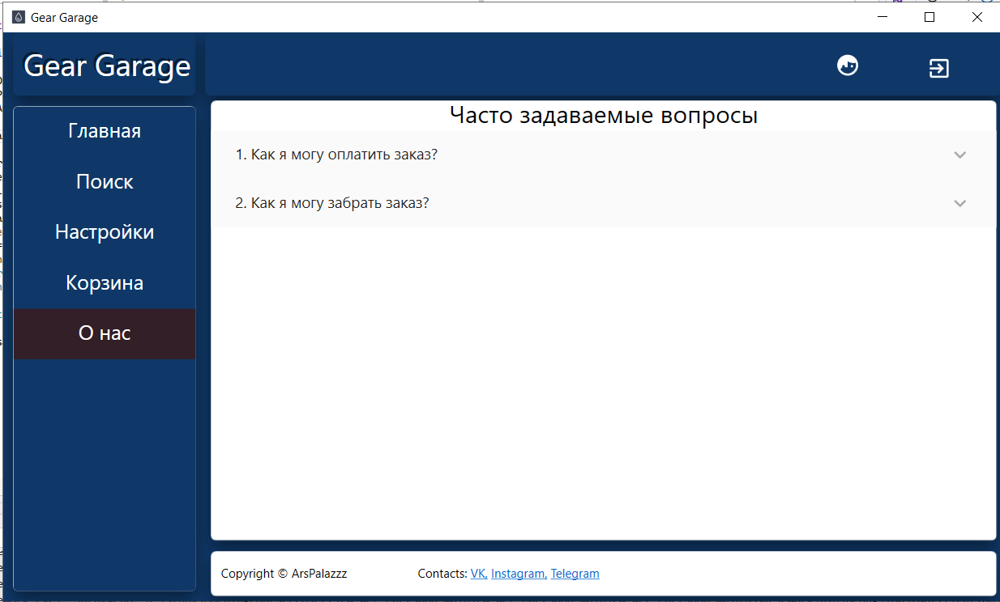 Gear Garage
Gear Garage
Главная
Поиск
Настройки
Корзина
О нас
Часто задаваемые вопросы
1. Как я могу оплатить заказ?
2. Как я могу забрать заказ?
Copyright © ArsPalazzz Contacts: VK, Instagram, Telegram